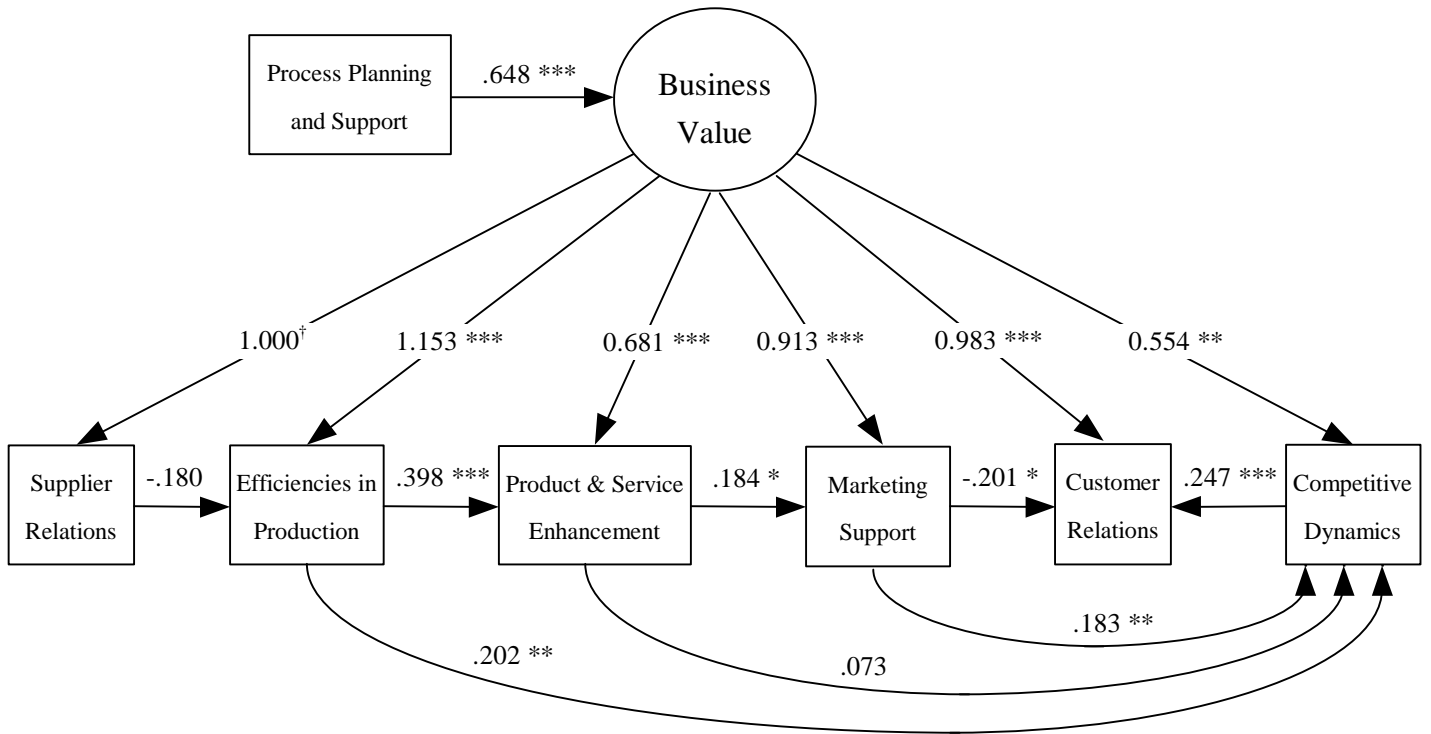 Process Planning
and Support
.648 ***
Business
Value
1.000†
1.153 ***
0.681 ***
0.913 ***
0.983 ***
0.554 **
Supplier
Relations
-.180
Efficiencies in
Production
.398 ***
Product & Service
Enhancement
.184 *
Marketing
Support
-.201 *
Customer
Relations
.247 ***
Competitive
Dynamics
.183 **
.202 **
.073